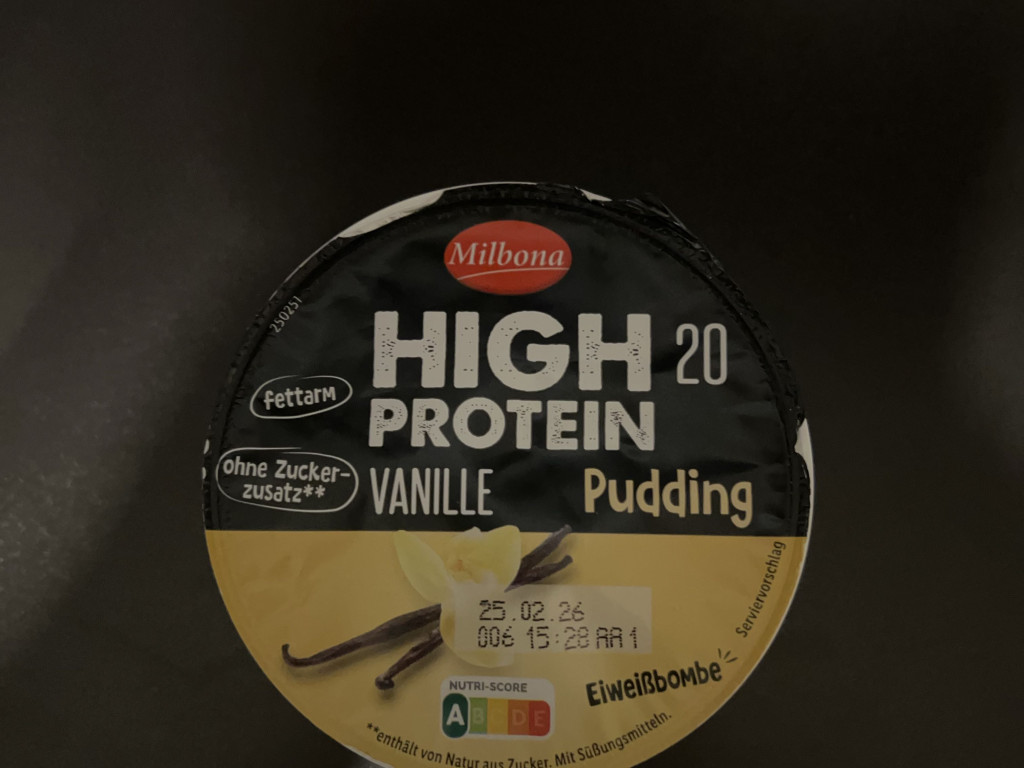 Milbona
250251
HIGH 20
PROTEIN
fettarm
ohne Zucker-
zusatz**
VANILLE Pudding
Serviervorschlag
25.02.26
006 15:28 AA1
Eiweißbombe
NUTRI-SCORE
A B C D E
**enthält von Natur aus Zucker. Mit Süßungsmitteln.